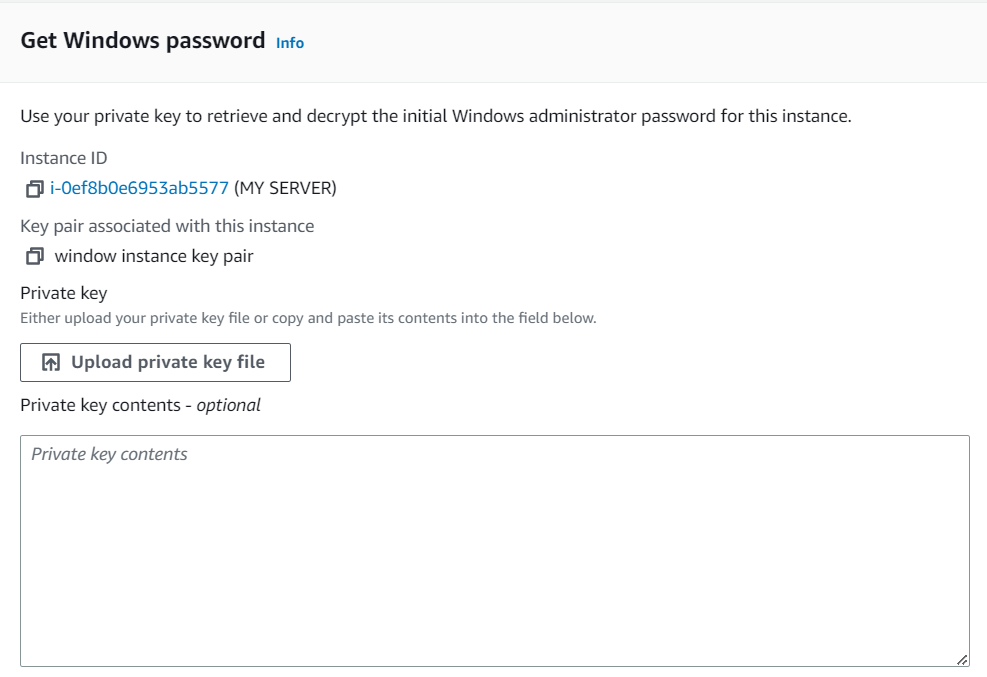 Get Windows password Info
Use your private key to retrieve and decrypt the initial Windows administrator password for this instance.
Instance ID
i-0ef8b0e6953ab5577 (MY SERVER)
Key pair associated with this instance
window instance key pair
Private key
Either upload your private key file or copy and paste its contents into the field below.
Upload private key file
Private key contents - optional
Private key contents